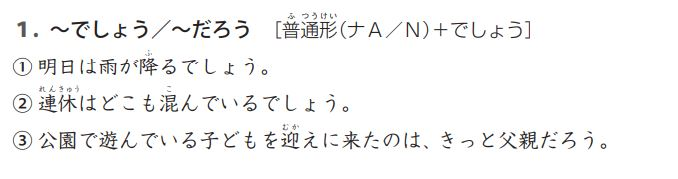 1．～でしょう／～だろう　［普通形(ナA／N)＋でしょう］
① 明日は雨が降るでしょう。
② 連休はどこも混んでいるでしょう。
③ 公園で遊んでいる子どもを迎えに来たのは、きっと父親だろう。